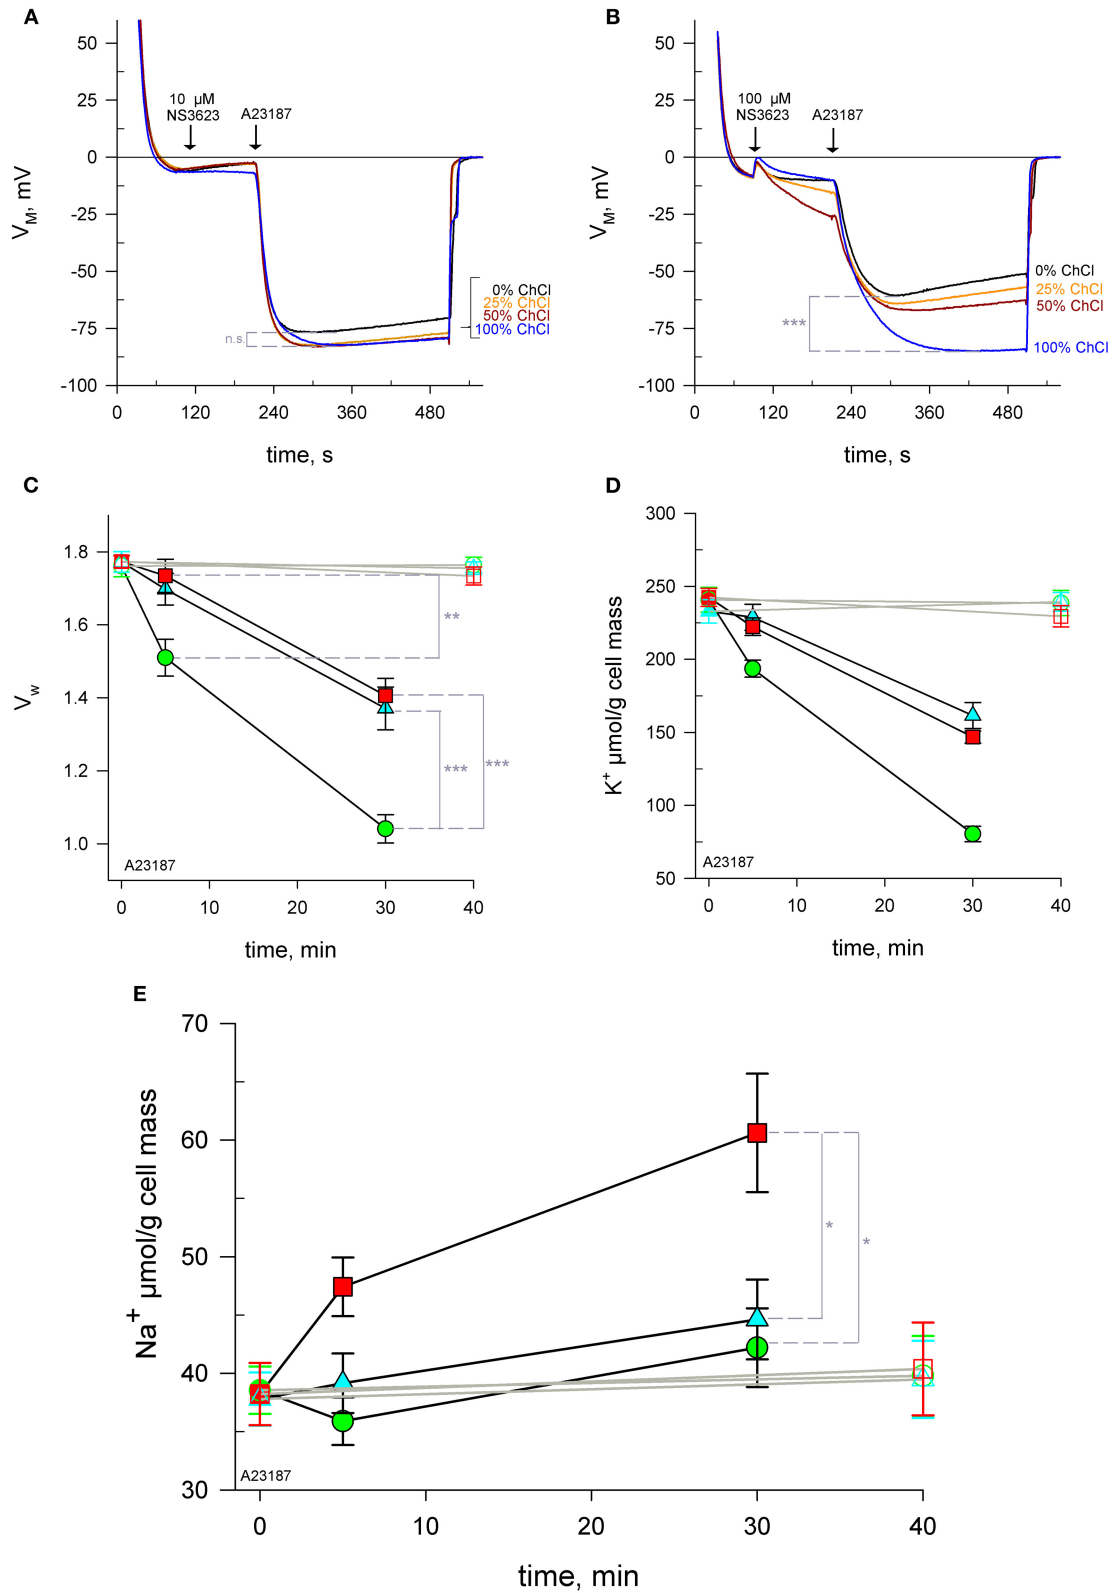 A
50
25
0
-25
-50
-75
-100
V_M, mV
10 µM
NS3623
A23187
n.s.
0% ChCl
25% ChCl
50% ChCl
100% ChCl
0
120
240
360
480
time, s
B
50
25
0
-25
-50
-75
-100
V_M, mV
100 µM
NS3623
A23187
***
0% ChCl
25% ChCl
50% ChCl
100% ChCl
0
120
240
360
480
time, s
C
1.8
1.6
1.4
1.2
1.0
V_w
**
***
***
A23187
0
10
20
30
40
time, min
D
300
250
200
150
100
50
K⁺ µmol/g cell mass
A23187
0
10
20
30
40
time, min
E
70
60
50
40
30
Na⁺ µmol/g cell mass
*
*
A23187
0
10
20
30
40
time, min